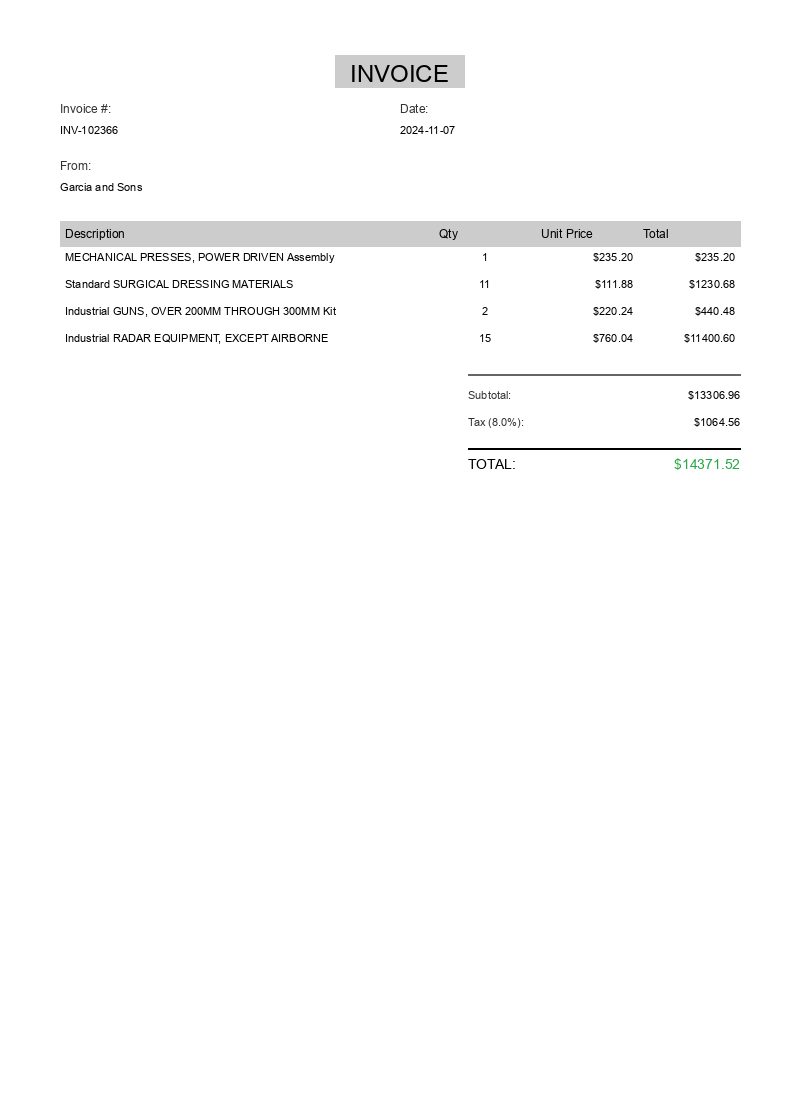 INVOICE
Invoice #: Date:
INV-102366 2024-11-07
From:
Garcia and Sons
Description Qty Unit Price Total
MECHANICAL PRESSES, POWER DRIVEN Assembly 1 $235.20 $235.20
Standard SURGICAL DRESSING MATERIALS 11 $111.88 $1230.68
Industrial GUNS, OVER 200MM THROUGH 300MM Kit 2 $220.24 $440.48
Industrial RADAR EQUIPMENT, EXCEPT AIRBORNE 15 $760.04 $11400.60
Subtotal: $13306.96
Tax (8.0%): $1064.56
TOTAL: $14371.52